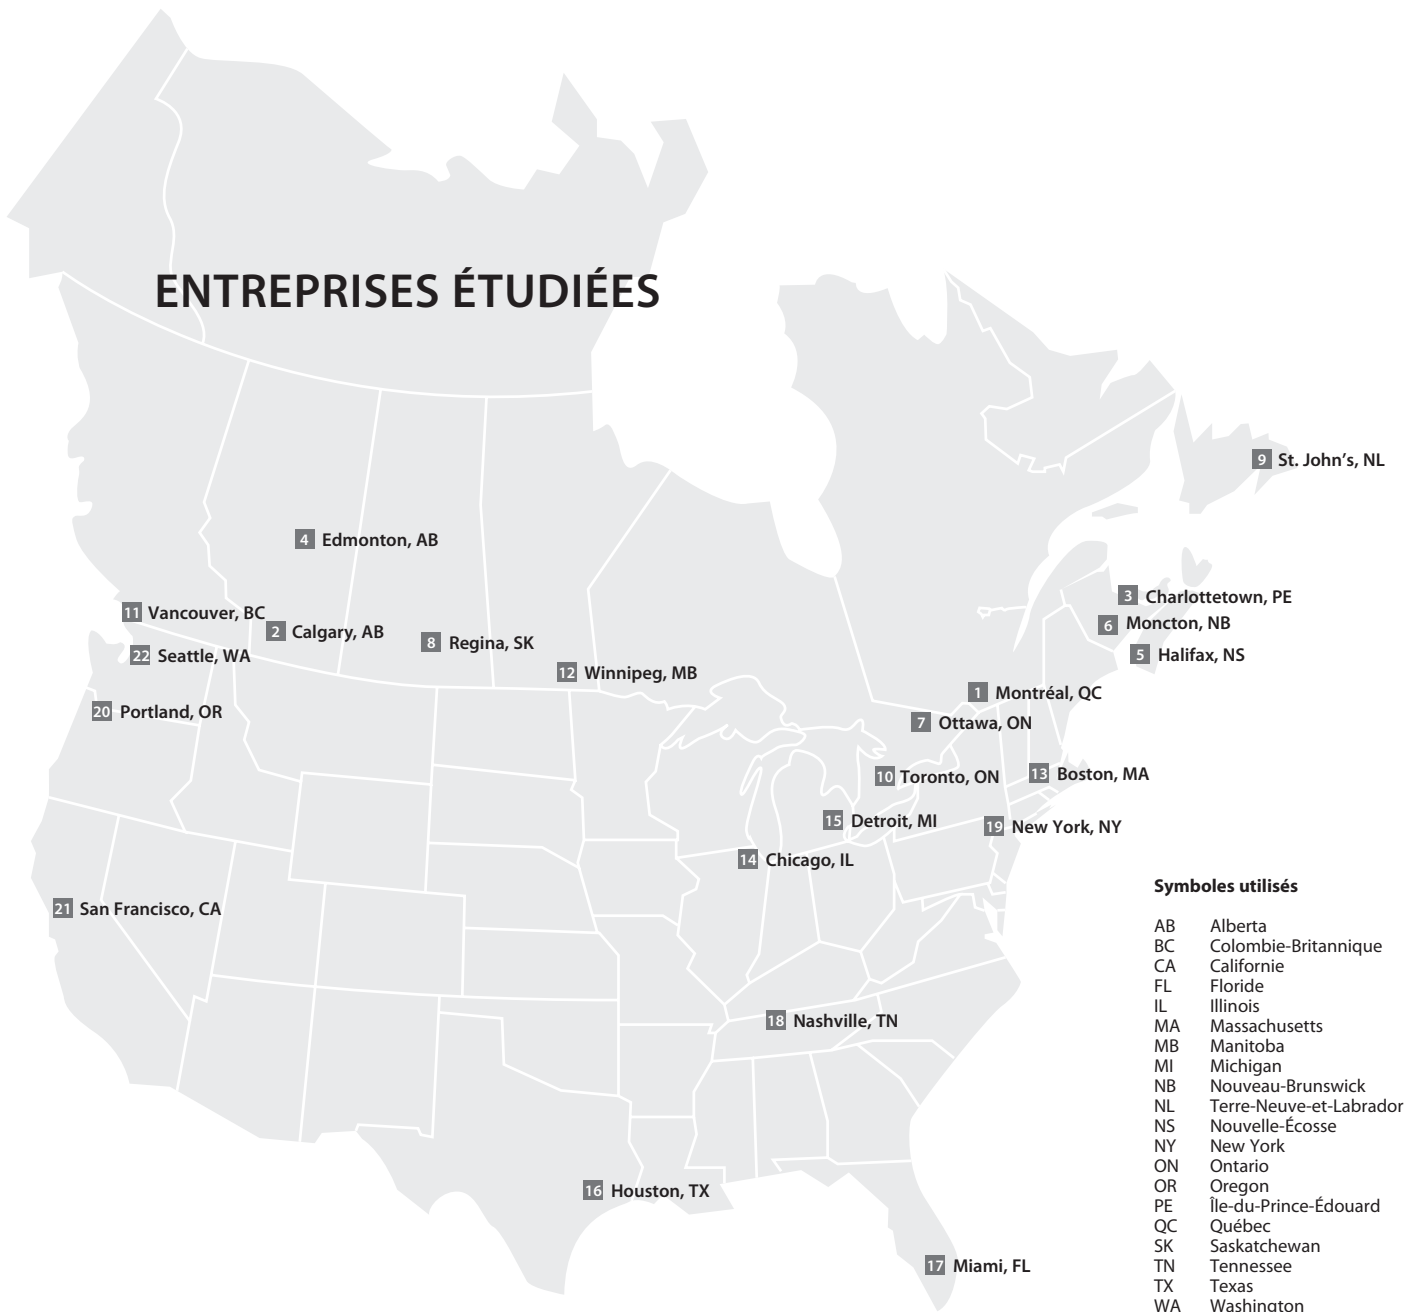 ENTREPRISES ÉTUDIÉES
9 St. John's, NL
4 Edmonton, AB
3 Charlottetown, PE
11 Vancouver, BC
6 Moncton, NB
2 Calgary, AB
8 Regina, SK
22 Seattle, WA
5 Halifax, NS
12 Winnipeg, MB
1 Montréal, QC
20 Portland, OR
7 Ottawa, ON
10 Toronto, ON
13 Boston, MA
15 Detroit, MI
19 New York, NY
14 Chicago, IL
21 San Francisco, CA
18 Nashville, TN
16 Houston, TX
17 Miami, FL
Symboles utilisés
AB Alberta
BC Colombie-Britannique
CA Californie
FL Floride
IL Illinois
MA Massachusetts
MB Manitoba
MI Michigan
NB Nouveau-Brunswick
NL Terre-Neuve-et-Labrador
NS Nouvelle-Écosse
NY New York
ON Ontario
OR Oregon
PE Île-du-Prince-Édouard
QC Québec
SK Saskatchewan
TN Tennessee
TX Texas
WA Washington